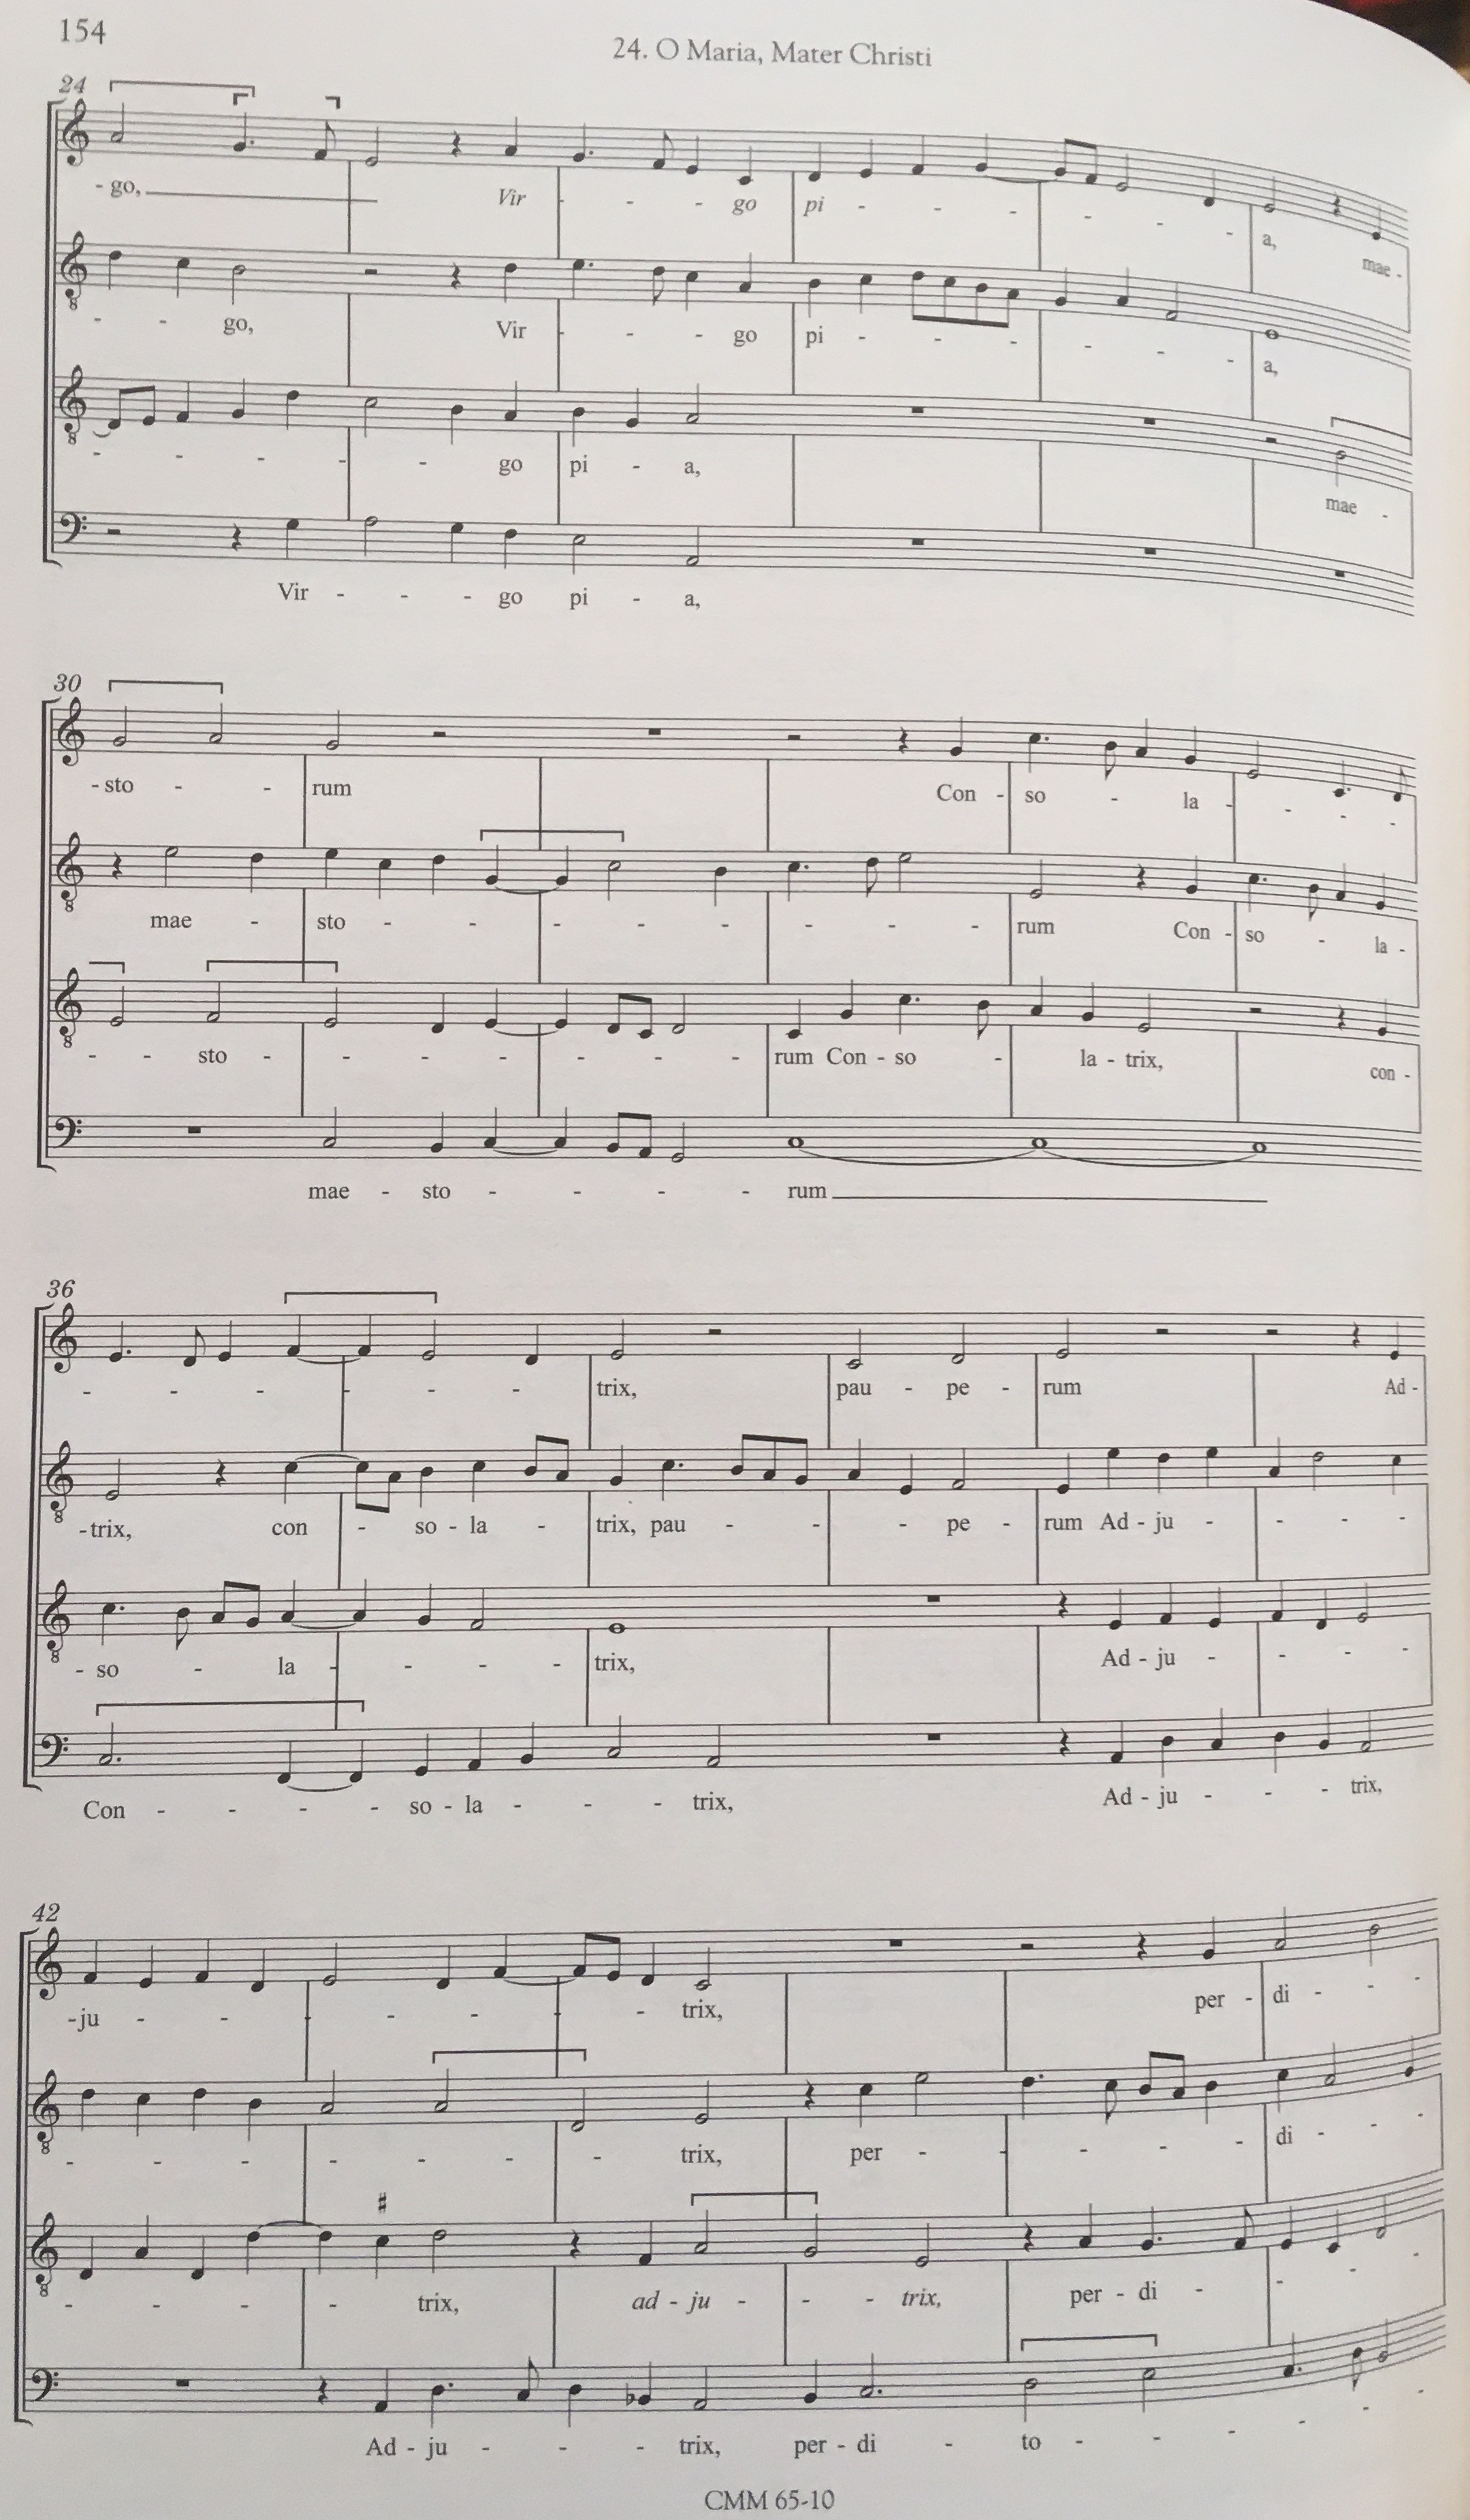 154
24. O Maria, Mater Christi
24
- go, Vir - - - go pi - - - - - - a, mae -
- - go, Vir - - - go pi - - - - - - a,
- - - - - go pi - a, mae -
Vir - - - go pi - a,
30
- sto - - rum Con - so - la - - - -
mae - sto - - - - - - - - rum Con - so - la -
- - sto - - - - - - - rum Con - so - la - trix, con -
mae - sto - - - - rum
36
- - - - - - trix, pau - pe - rum Ad -
- trix, con - so - la - trix, pau - - - pe - rum Ad - ju - - - -
- so - la - - - - trix, Ad - ju - - - -
Con - - - - so - la - - - trix, Ad - ju - - - trix,
42
- ju - - - - - - - trix, per - di - - -
- - - - - - - - trix, per - - - - - di - - -
- - - - - trix, ad - ju - - - trix, per - di - - - -
Ad - ju - - - trix, per - di - to - - - - -
CMM 65-10